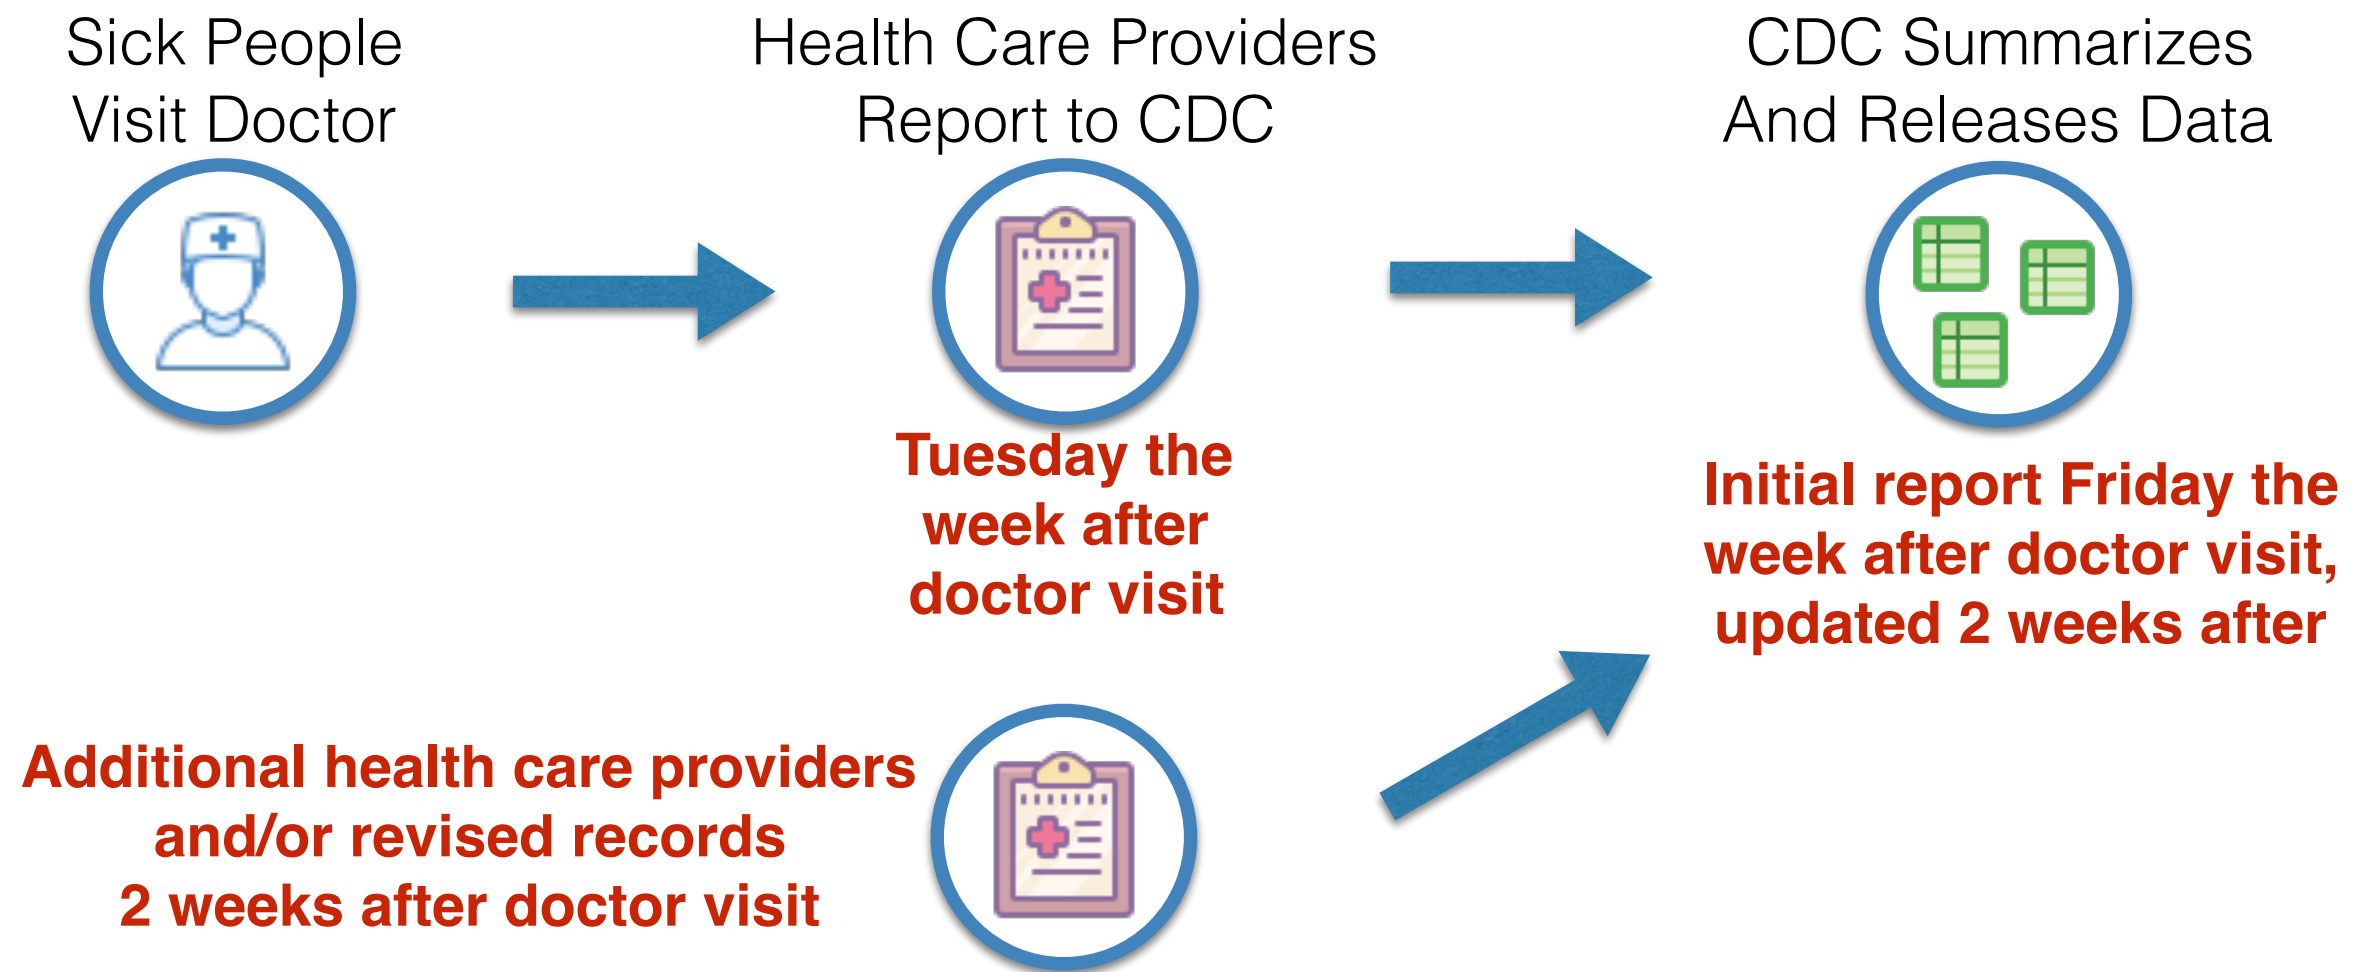 Sick People
Visit Doctor
Health Care Providers
Report to CDC
CDC Summarizes
And Releases Data
Tuesday the
week after
doctor visit
Initial report Friday the
week after doctor visit,
updated 2 weeks after
Additional health care providers
and/or revised records
2 weeks after doctor visit